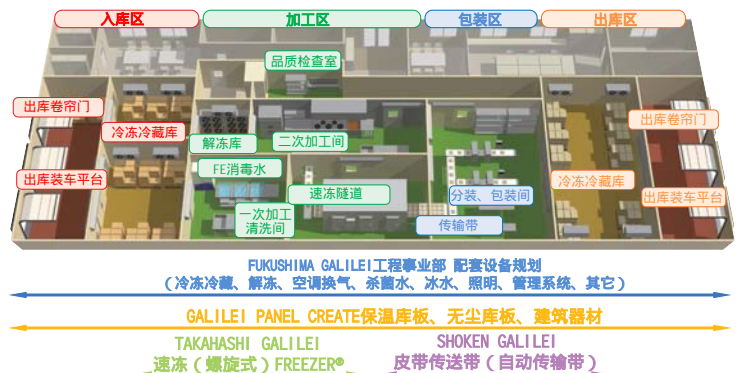 入库区
加工区
包装区
出库区
品质检查室
出库卷帘门
冷冻冷藏库
解冻库
二次加工间
出库卷帘门
FE消毒水
出库装车平台
速冻隧道
分装、包装间
冷冻冷藏库
出库装车平台
一次加工
清洗间
传输带
FUKUSHIMA GALILEI工程事业部 配套设备规划
（冷冻冷藏、解冻、空调换气、杀菌水、冰水、照明、管理系统、其它）
GALILEI PANEL CREATE保温库板、无尘库板、建筑器材
TAKAHASHI GALILEI
速冻（螺旋式）FREEZER®
SHOKEN GALILEI
皮带传送带（自动传输带）